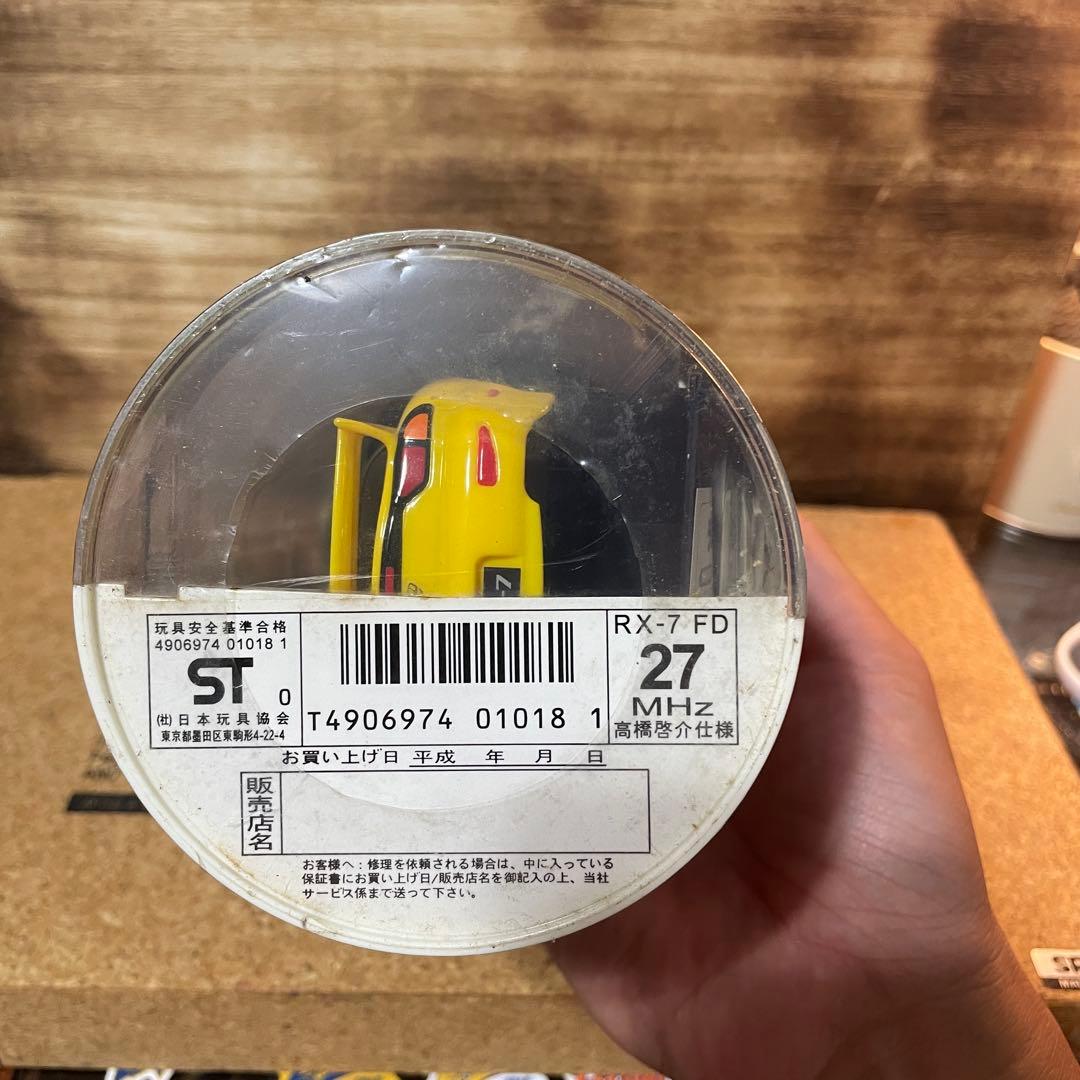 玩具安全基準合格
4906974 01018 1
ST 0
(社)日本玩具協会
東京都墨田区東駒形4-22-4
T4906974 01018 1
RX-7 FD
27
MHz
高橋啓介仕様
お買い上げ日 平成 年 月 日
販売店名
お客様へ:修理を依頼される場合は、中に入っている
保証書にお買い上げ日/販売店名を御記入の上、当社
サービス係まで送って下さい。